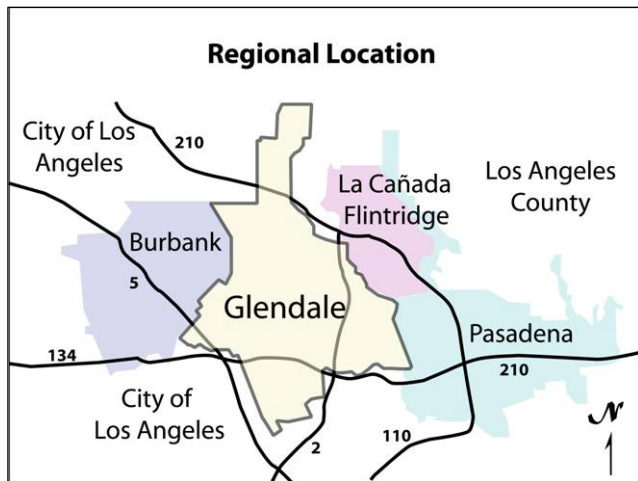 Regional Location
City of Los
Angeles
210
La Cañada
Flintridge
Los Angeles
County
Burbank
5
Glendale
Pasadena
134
210
City of
Los Angeles
2
110
N